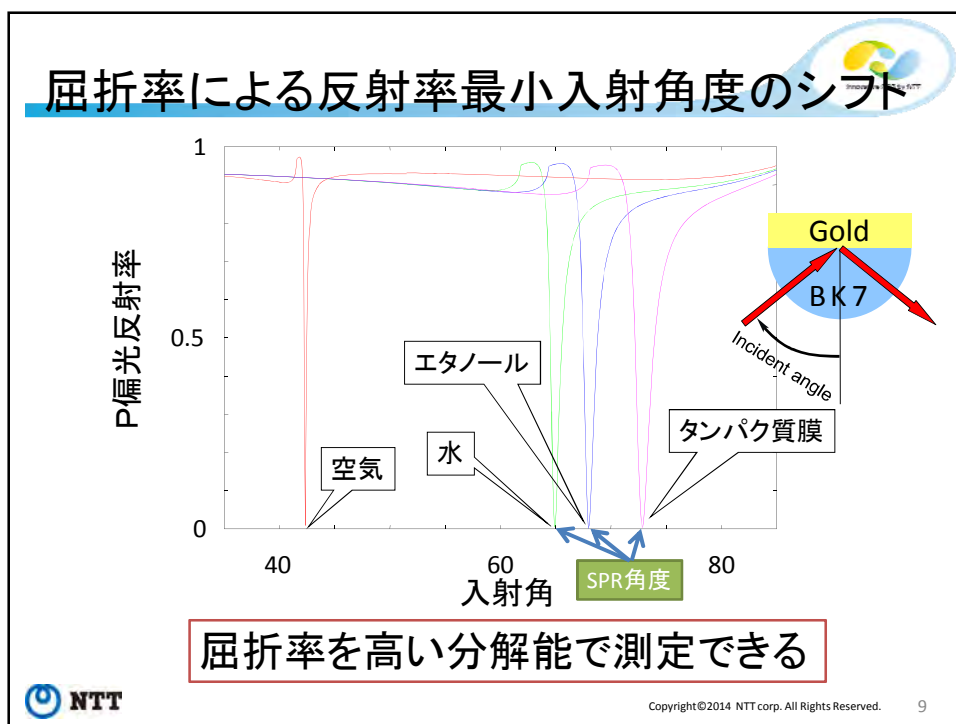 屈折率による反射率最小入射角度のシフト
1
0.5
0
P偏光反射率
40
60
80
入射角
空気
水
エタノール
タンパク質膜
SPR角度
Gold
BK7
Incident angle
屈折率を高い分解能で測定できる
NTT
Copyright©2014 NTT corp. All Rights Reserved.
9